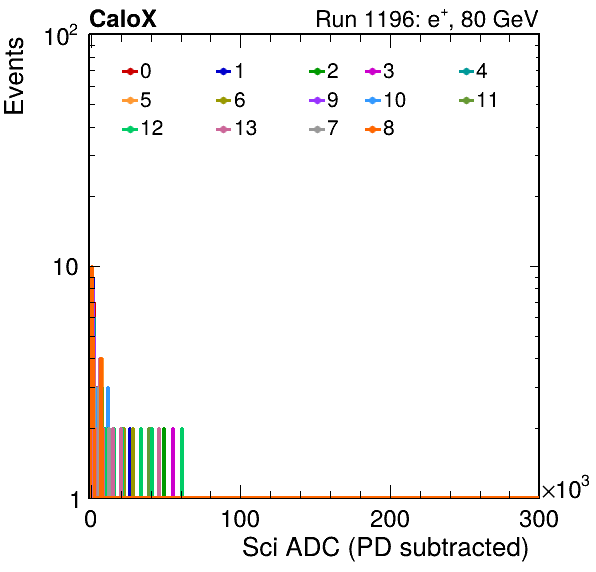 CaloX Run 1196: e⁺, 80 GeV
10²
Events
0 1 2 3 4
5 6 9 10 11
12 13 7 8
10
1
×10³
0 100 200 300
Sci ADC (PD subtracted)